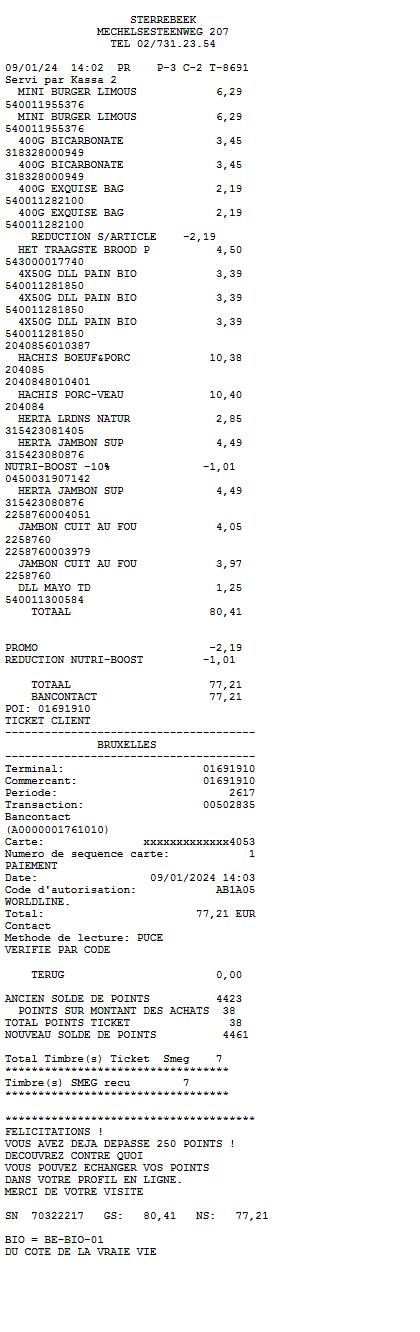 STERREBEEK
MECHELSESTEENWEG 207
TEL 02/731.23.54
09/01/24 14:02 PR P-3 C-2 T-8691
Servi par Kassa 2
MINI BURGER LIMOUS 6,29
540011955376
MINI BURGER LIMOUS 6,29
540011955376
400G BICARBONATE 3,45
318328000949
400G BICARBONATE 3,45
318328000949
400G EXQUISE BAG 2,19
540011282100
400G EXQUISE BAG 2,19
540011282100
REDUCTION S/ARTICLE -2,19
HET TRAAGSTE BROOD P 4,50
543000017740
4X50G DLL PAIN BIO 3,39
540011281850
4X50G DLL PAIN BIO 3,39
540011281850
4X50G DLL PAIN BIO 3,39
540011281850
2040856010387
HACHIS BOEUF&PORC 10,38
204085
2040848010401
HACHIS PORC-VEAU 10,40
204084
HERTA LRDNS NATUR 2,85
315423081405
HERTA JAMBON SUP 4,49
315423080876
NUTRI-BOOST -10% -1,01
0450031907142
HERTA JAMBON SUP 4,49
315423080876
2258760004051
JAMBON CUIT AU FOU 4,05
2258760
2258760003979
JAMBON CUIT AU FOU 3,97
2258760
DLL MAYO TD 1,25
540011300584
TOTAAL 80,41
PROMO -2,19
REDUCTION NUTRI-BOOST -1,01
TOTAAL 77,21
BANCONTACT 77,21
POI: 01691910
TICKET CLIENT
--------------------------------------
BRUXELLES
--------------------------------------
Terminal: 01691910
Commercant: 01691910
Periode: 2617
Transaction: 00502835
Bancontact
(A0000001761010)
Carte: xxxxxxxxxxxxx4053
Numero de sequence carte: 1
PAIEMENT
Date: 09/01/2024 14:03
Code d'autorisation: AB1A05
WORLDLINE.
Total: 77,21 EUR
Contact
Methode de lecture: PUCE
VERIFIE PAR CODE
TERUG 0,00
ANCIEN SOLDE DE POINTS 4423
POINTS SUR MONTANT DES ACHATS 38
TOTAL POINTS TICKET 38
NOUVEAU SOLDE DE POINTS 4461
Total Timbre(s) Ticket Smeg 7
**********************************
Timbre(s) SMEG recu 7
**********************************
**************************************
FELICITATIONS !
VOUS AVEZ DEJA DEPASSE 250 POINTS !
DECOUVREZ CONTRE QUOI
VOUS POUVEZ ECHANGER VOS POINTS
DANS VOTRE PROFIL EN LIGNE.
MERCI DE VOTRE VISITE
SN 70322217 GS: 80,41 NS: 77,21
BIO = BE-BIO-01
DU COTE DE LA VRAIE VIE